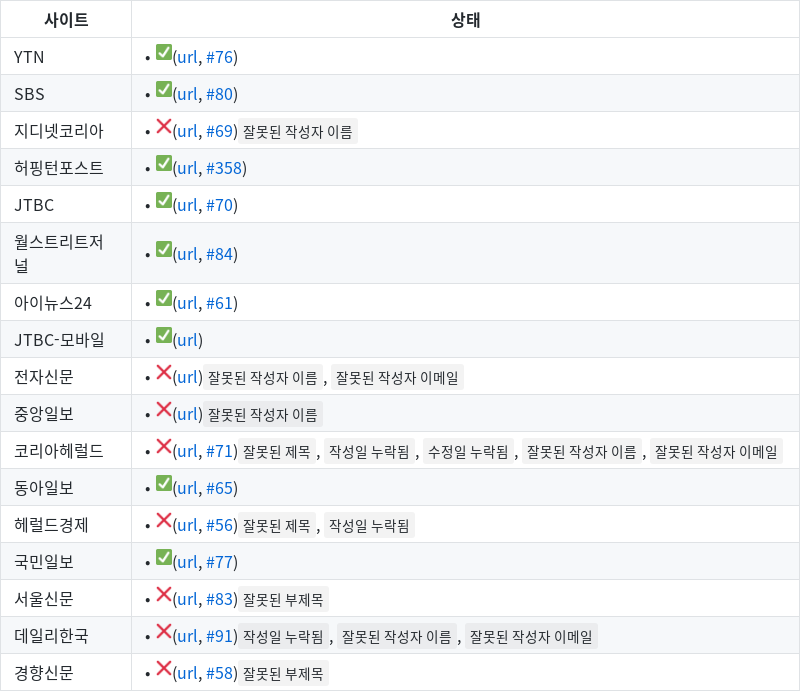 사이트 상태
YTN • ✅(url, #76)
SBS • ✅(url, #80)
지디넷코리아 • ❌(url, #69) 잘못된 작성자 이름
허핑턴포스트 • ✅(url, #358)
JTBC • ✅(url, #70)
월스트리트저
널 • ✅(url, #84)
아이뉴스24 • ✅(url, #61)
JTBC-모바일 • ✅(url)
전자신문 • ❌(url) 잘못된 작성자 이름 , 잘못된 작성자 이메일
중앙일보 • ❌(url) 잘못된 작성자 이름
코리아헤럴드 • ❌(url, #71) 잘못된 제목 , 작성일 누락됨 , 수정일 누락됨 , 잘못된 작성자 이름 , 잘못된 작성자 이메일
동아일보 • ✅(url, #65)
헤럴드경제 • ❌(url, #56) 잘못된 제목 , 작성일 누락됨
국민일보 • ✅(url, #77)
서울신문 • ❌(url, #83) 잘못된 부제목
데일리한국 • ❌(url, #91) 작성일 누락됨 , 잘못된 작성자 이름 , 잘못된 작성자 이메일
경향신문 • ❌(url, #58) 잘못된 부제목